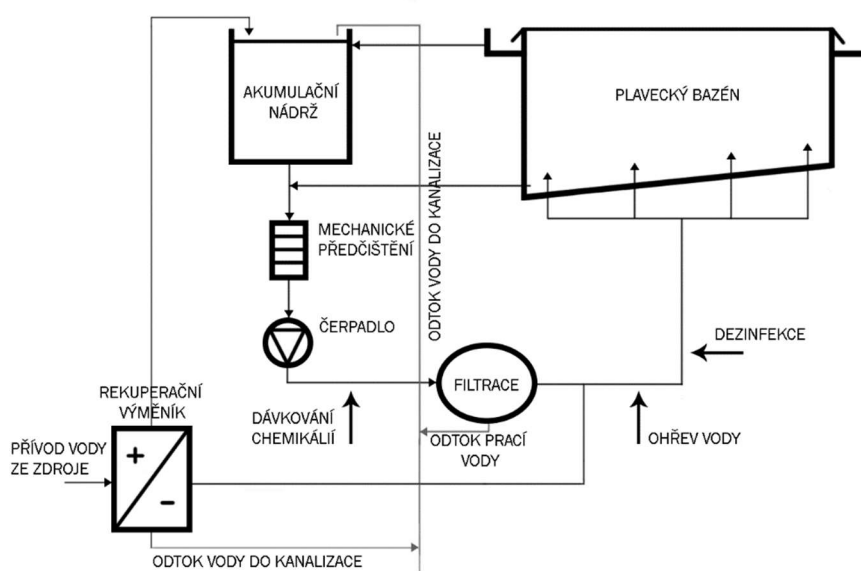 AKUMULAČNÍ
NÁDRŽ
PLAVECKÝ BAZÉN
ODTOK VODY DO KANALIZACE
MECHANICKÉ
PŘEDČIŠTĚNÍ
ČERPADLO
DEZINFEKCE
REKUPERAČNÍ
VÝMĚNÍK
FILTRACE
DÁVKOVÁNÍ
CHEMIKÁLIÍ
ODTOK PRACÍ
VODY
OHŘEV VODY
PŘÍVOD VODY
ZE ZDROJE
+
-
ODTOK VODY DO KANALIZACE